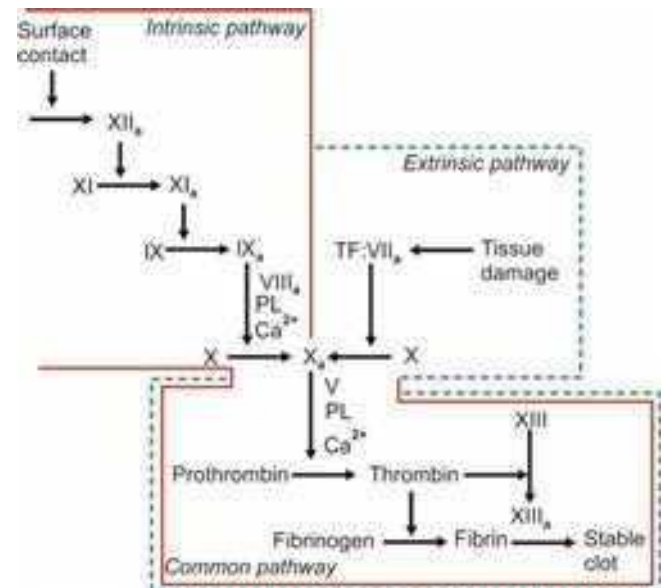 Surface
contact
Intrinsic pathway
XIIₐ
XI XIₐ
IX IXₐ
VIIIₐ
PL
Ca²⁺
Extrinsic pathway
TF:VIIₐ
Tissue
damage
X Xₐ X
V
PL
Ca²⁺
XIII
Prothrombin Thrombin
XIIIₐ
Fibrinogen Fibrin Stable
clot
Common pathway